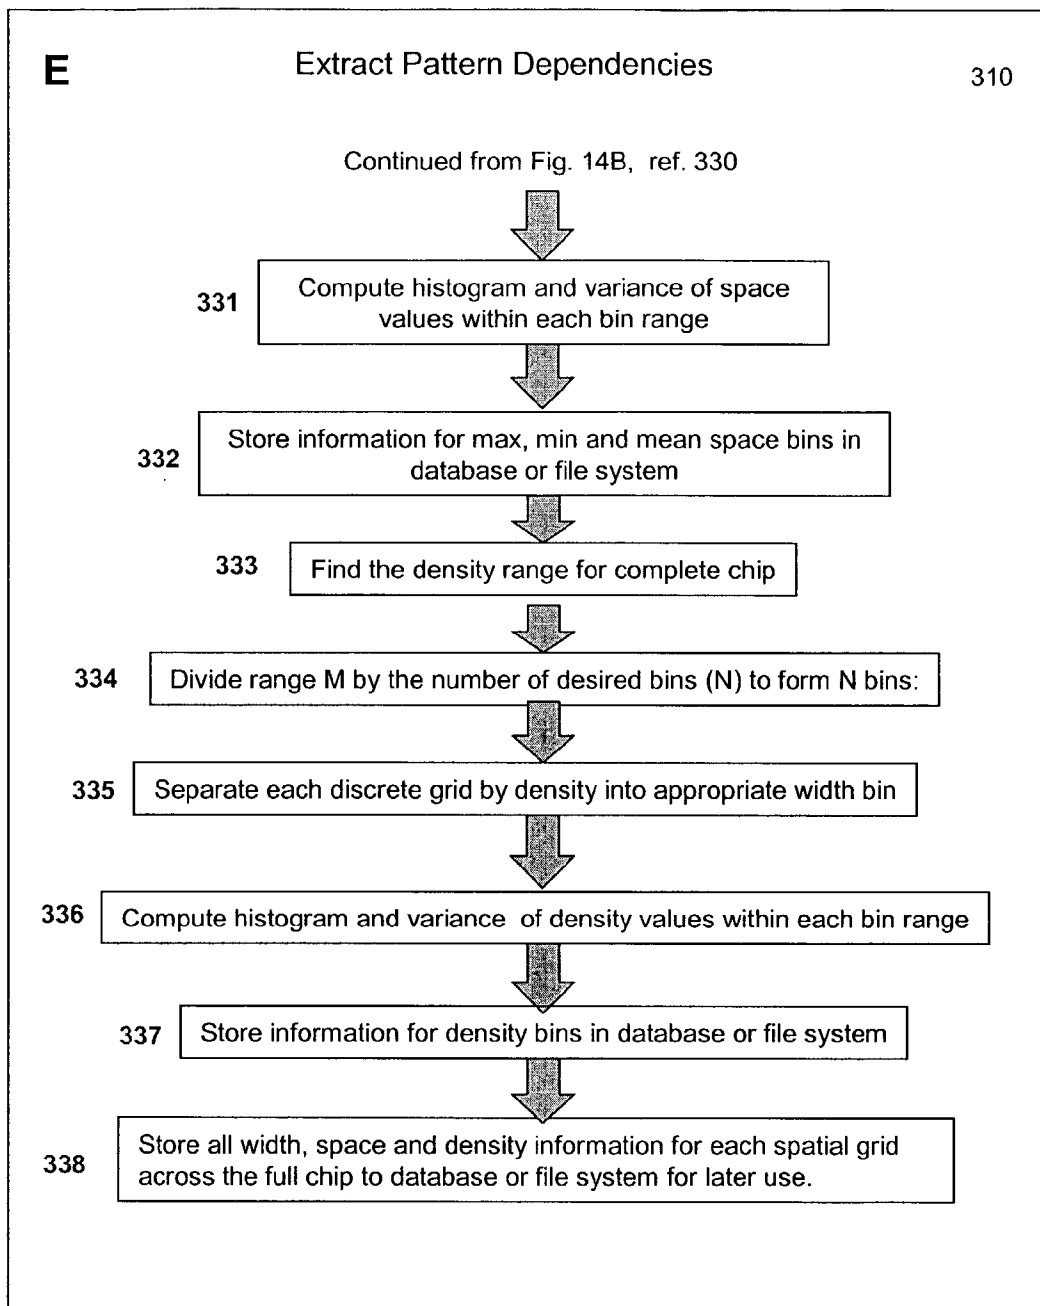 E
Extract Pattern Dependencies
310
Continued from Fig. 14B, ref. 330
331
Compute histogram and variance of space
values within each bin range
332
Store information for max, min and mean space bins in
database or file system
333
Find the density range for complete chip
334
Divide range M by the number of desired bins (N) to form N bins:
335
Separate each discrete grid by density into appropriate width bin
336
Compute histogram and variance of density values within each bin range
337
Store information for density bins in database or file system
338
Store all width, space and density information for each spatial grid
across the full chip to database or file system for later use.